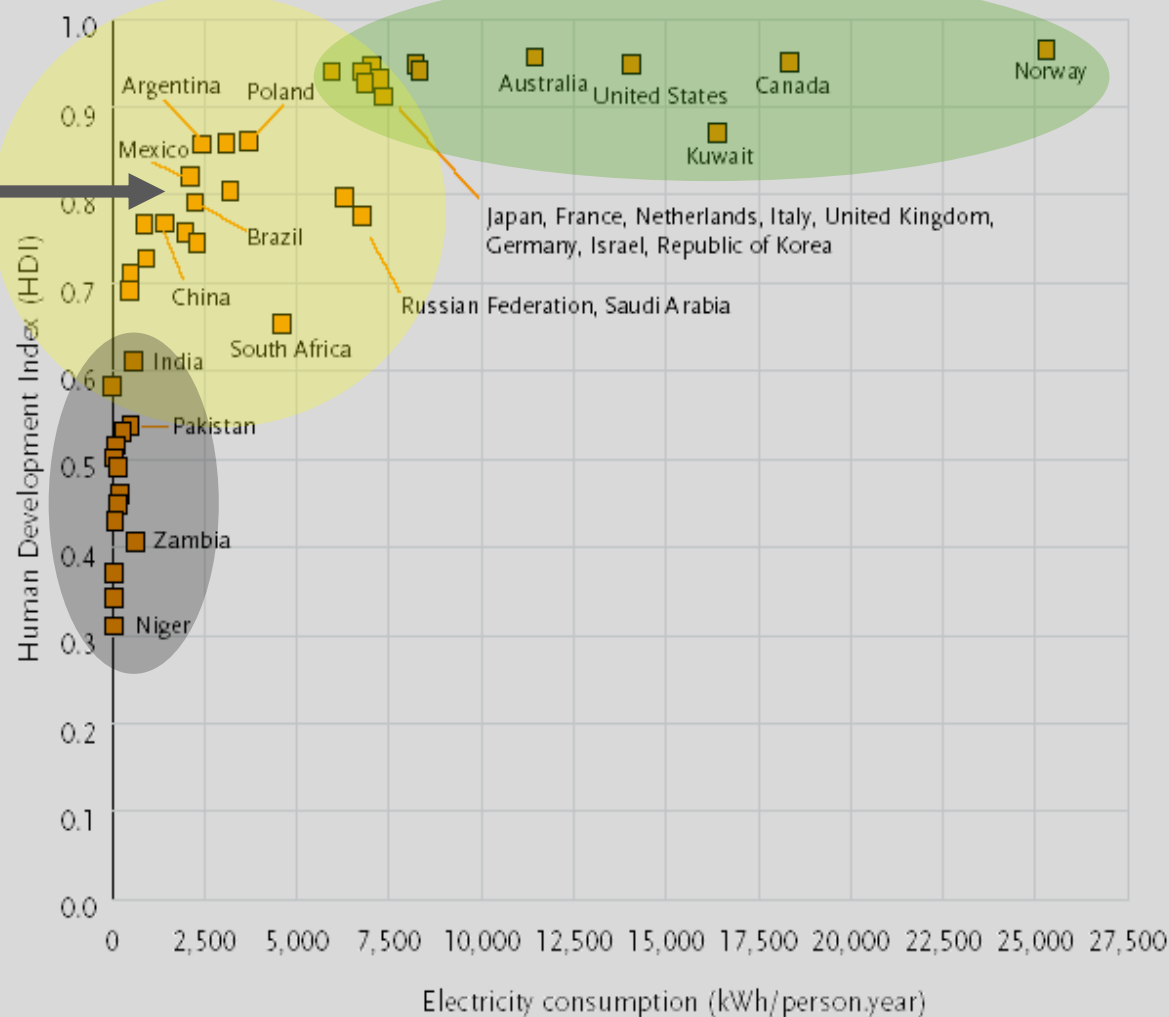 1.0
0.9
0.8
0.7
0.6
0.5
0.4
0.3
0.2
0.1
0.0
Human Development Index (HDI)
Argentina
Poland
Mexico
Brazil
China
South Africa
India
Pakistan
Zambia
Niger
Australia
United States
Canada
Norway
Kuwait
Japan, France, Netherlands, Italy, United Kingdom,
Germany, Israel, Republic of Korea
Russian Federation, Saudi Arabia
0 2,500 5,000 7,500 10,000 12,500 15,000 17,500 20,000 22,500 25,000 27,500
Electricity consumption (kWh/person.year)